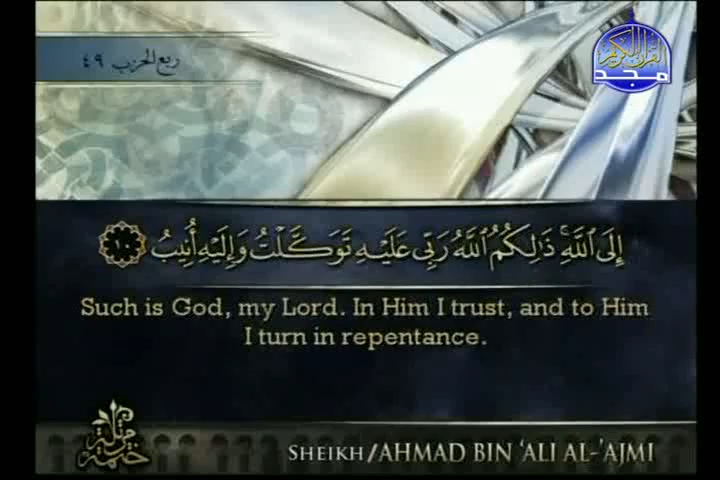 ربع الحزب ٤٩
القرآن الكريم
مجد
إِلَى ٱللَّهِ ۚ ذَٰلِكُمُ ٱللَّهُ رَبِّى عَلَيْهِ تَوَكَّلْتُ وَإِلَيْهِ أُنِيبُ ١٠
Such is God, my Lord. In Him I trust, and to Him
I turn in repentance.
ختمة مرتلة
SHEIKH/AHMAD BIN ‘ALI AL-’AJMI